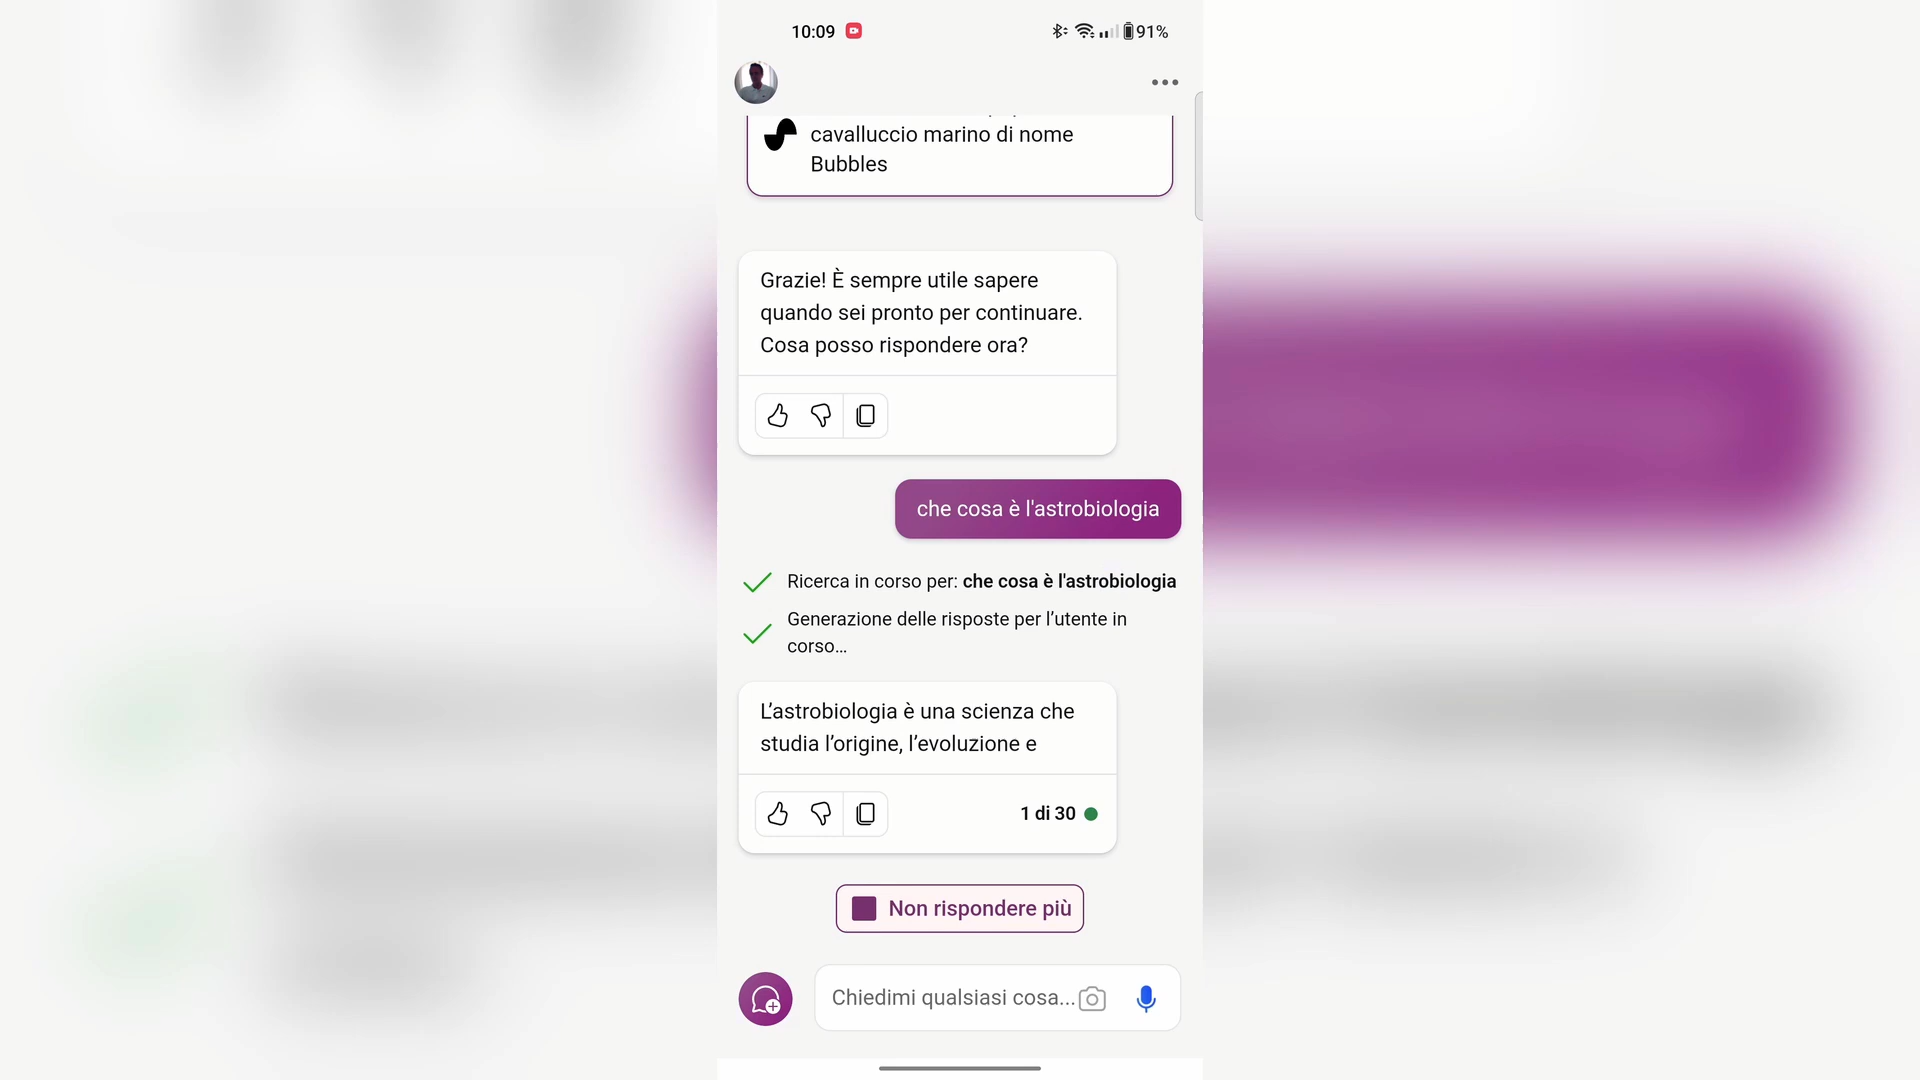 10:09
91%
cavalluccio marino di nome
Bubbles
Grazie! È sempre utile sapere
quando sei pronto per continuare.
Cosa posso rispondere ora?
che cosa è l'astrobiologia
Ricerca in corso per: che cosa è l'astrobiologia
Generazione delle risposte per l’utente in
corso…
L’astrobiologia è una scienza che
studia l’origine, l’evoluzione e
1 di 30
Non rispondere più
Chiedimi qualsiasi cosa...